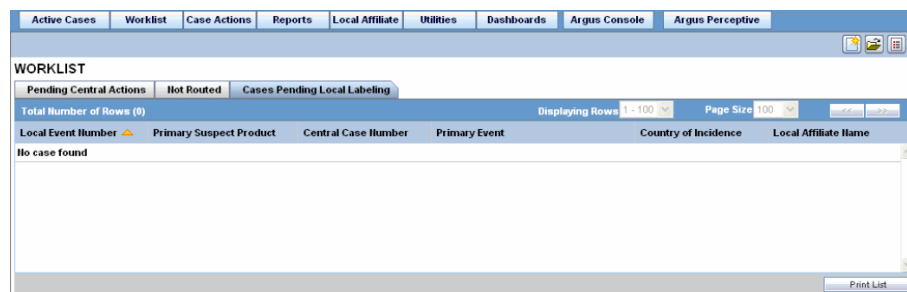 Active Cases Worklist Case Actions Reports Local Affiliate Utilities Dashboards Argus Console Argus Perceptive
WORKLIST
Pending Central Actions Not Routed Cases Pending Local Labeling
Total Number of Rows (0) Displaying Rows 1 - 100 Page Size 100 << >>
Local Event Number Primary Suspect Product Central Case Number Primary Event Country of Incidence Local Affiliate Name
No case found
Print List